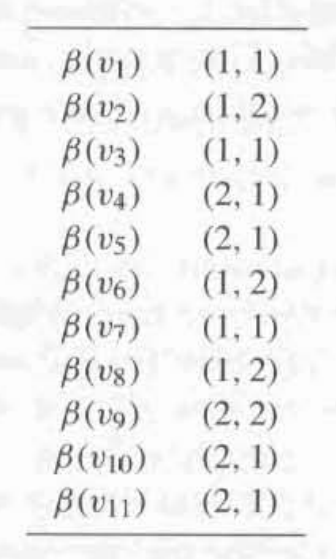 β(v₁) (1, 1)
β(v₂) (1, 2)
β(v₃) (1, 1)
β(v₄) (2, 1)
β(v₅) (2, 1)
β(v₆) (1, 2)
β(v₇) (1, 1)
β(v₈) (1, 2)
β(v₉) (2, 2)
β(v₁₀) (2, 1)
β(v₁₁) (2, 1)